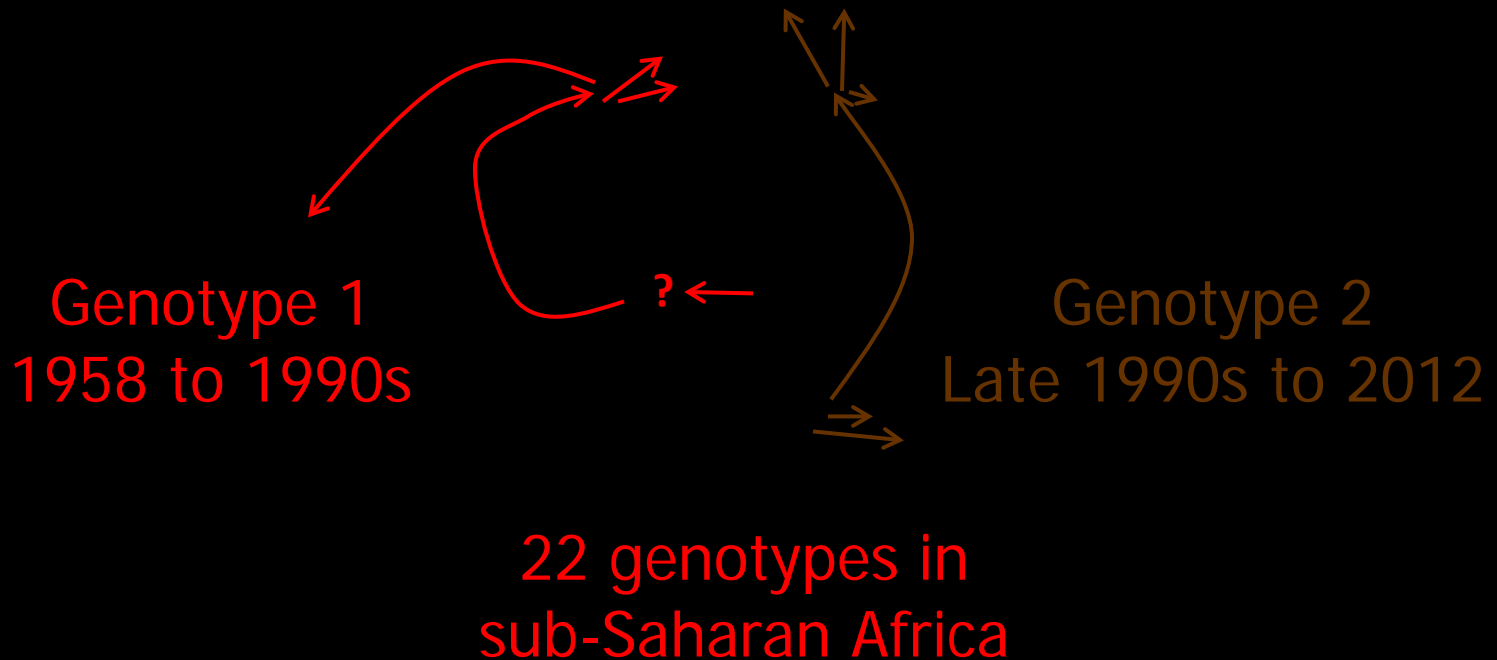 ?
Genotype 1
1958 to 1990s
Genotype 2
Late 1990s to 2012
22 genotypes in
sub-Saharan Africa